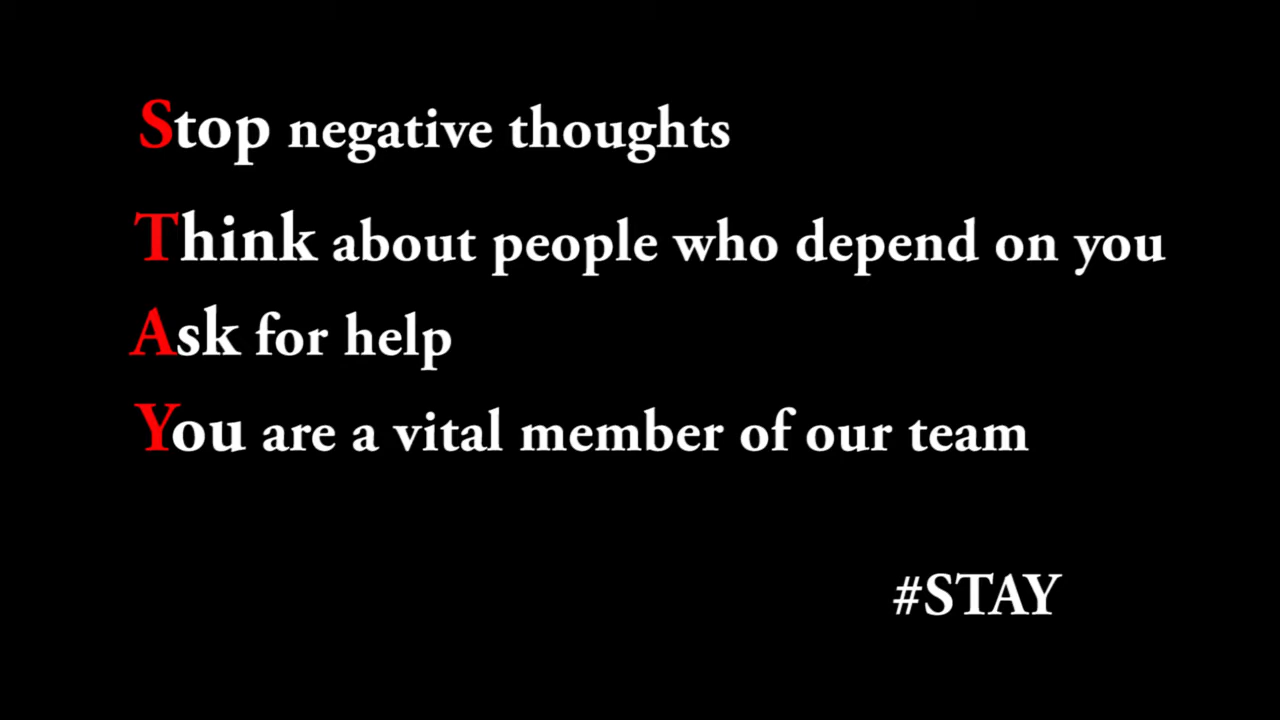 Stop negative thoughts
Think about people who depend on you
Ask for help
You are a vital member of our team
#STAY